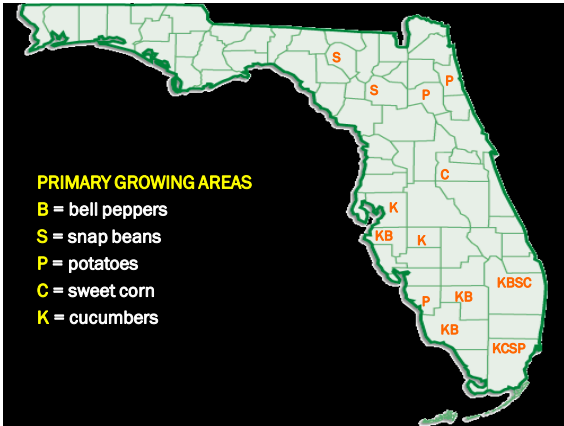 S
S
P
P
C
PRIMARY GROWING AREAS
B = bell peppers
S = snap beans
P = potatoes
C = sweet corn
K = cucumbers
K
KB
K
KBSC
P
KB
KB
KCSP